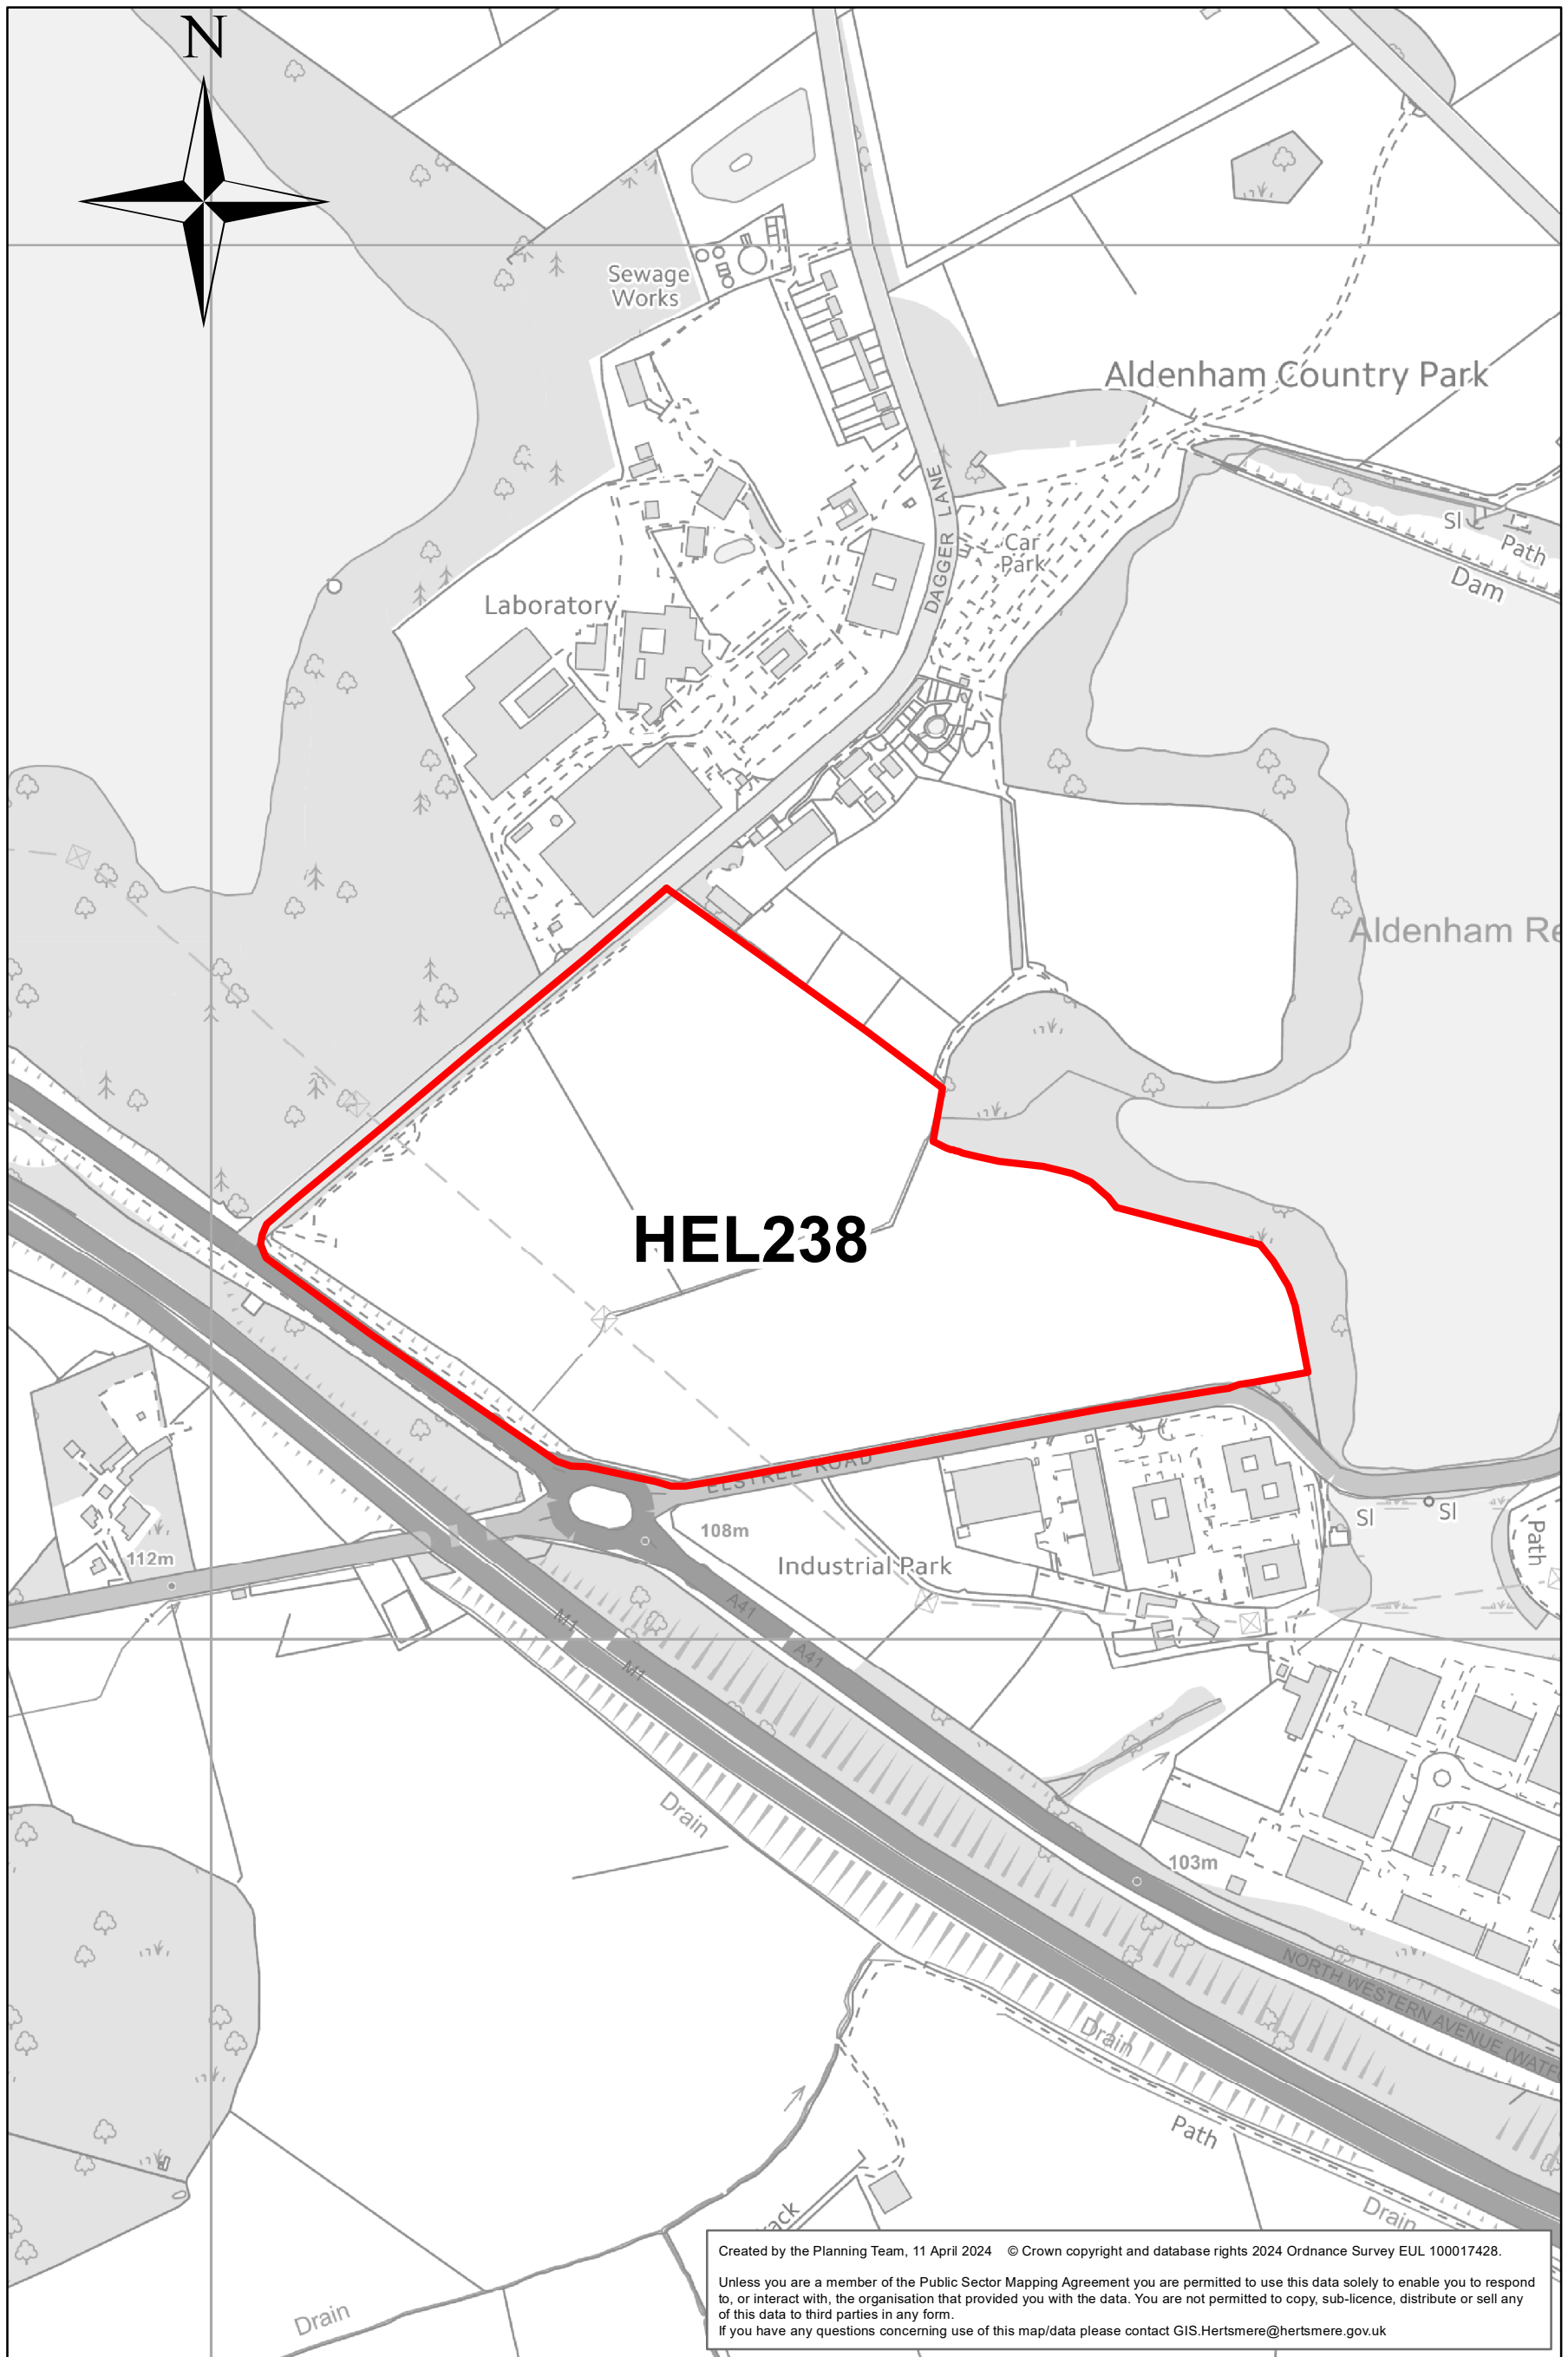 N
Sewage
Works
Aldenham Country Park
DAGGER LANE
Car
Park
Sl
Path
Dam
Laboratory
Aldenham Re
HEL238
ELSTREE ROAD
108m
Industrial Park
Sl
Sl
Path
112m
A41
M1
A41
M1
Drain
103m
NORTH WESTERN AVENUE (WATF
Drain
Path
Drain
ack
Drain
Created by the Planning Team, 11 April 2024 © Crown copyright and database rights 2024 Ordnance Survey EUL 100017428.
Unless you are a member of the Public Sector Mapping Agreement you are permitted to use this data solely to enable you to respond
to, or interact with, the organisation that provided you with the data. You are not permitted to copy, sub-licence, distribute or sell any
of this data to third parties in any form.
If you have any questions concerning use of this map/data please contact GIS.Hertsmere@hertsmere.gov.uk